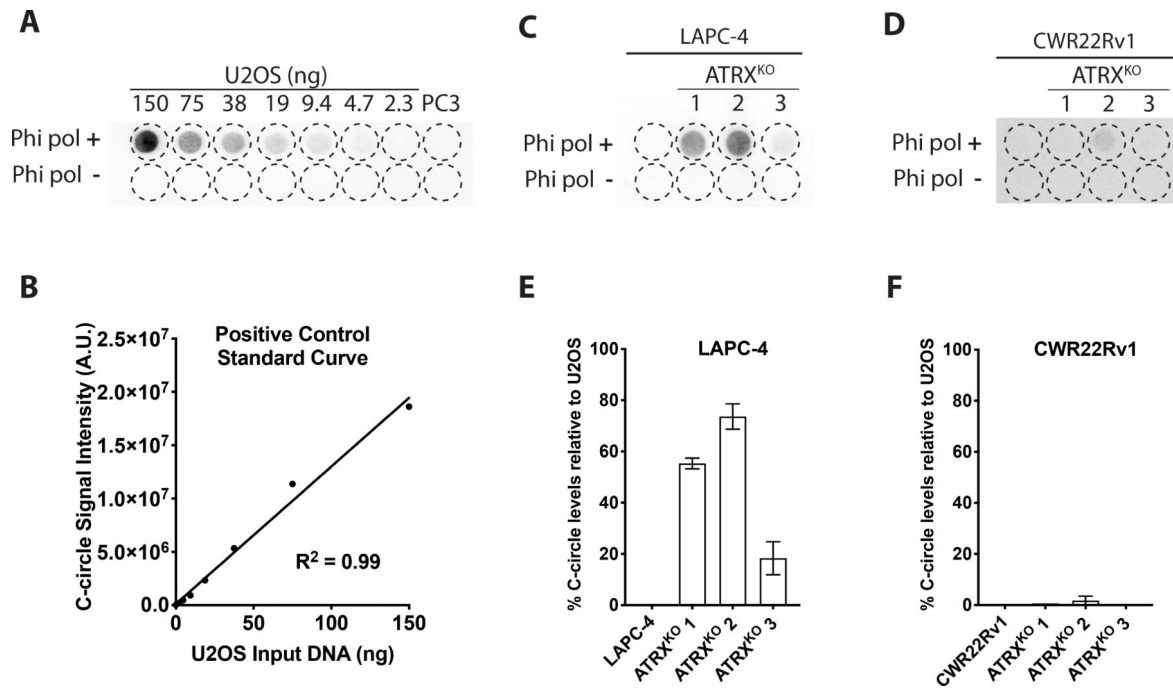 A
U2OS (ng)
150 75 38 19 9.4 4.7 2.3 PC3
Phi pol +
Phi pol -
C
LAPC-4
ATRX^KO
1 2 3
Phi pol +
Phi pol -
D
CWR22Rv1
ATRX^KO
1 2 3
Phi pol +
Phi pol -
B
Positive Control
Standard Curve
C-circle Signal Intensity (A.U.)
2.5×10^7
2.0×10^7
1.5×10^7
1.0×10^7
5.0×10^6
0.0
R^2 = 0.99
0 50 100 150
U2OS Input DNA (ng)
E
LAPC-4
% C-circle levels relative to U2OS
100
80
60
40
20
0
LAPC-4
ATRX^KO 1
ATRX^KO 2
ATRX^KO 3
F
CWR22Rv1
% C-circle levels relative to U2OS
100
80
60
40
20
0
CWR22Rv1
ATRX^KO 1
ATRX^KO 2
ATRX^KO 3